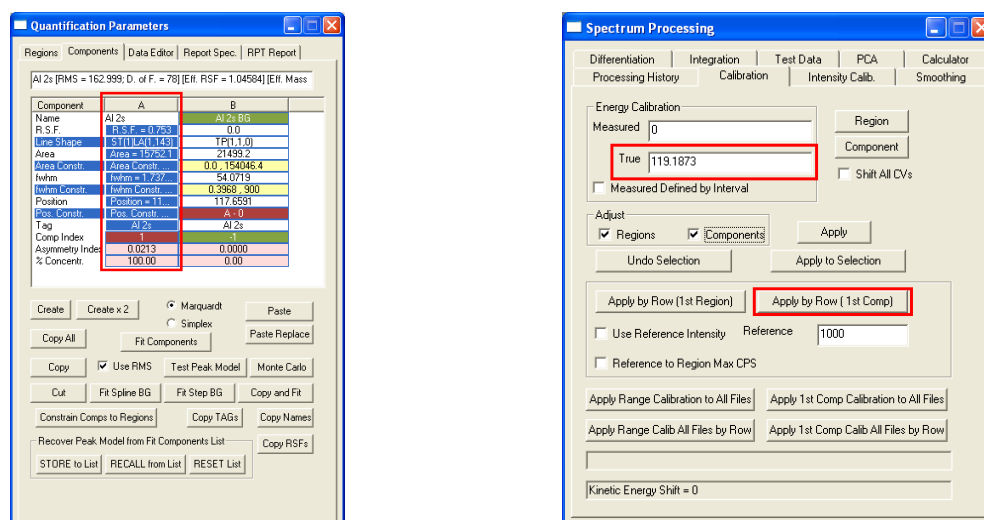 Quantification Parameters
Regions Components Data Editor Report Spec. RPT Report
Al 2s [RMS = 162.999; D. of F. = 78] [Eff. RSF = 1.04584] [Eff. Mass
Component A B
Name Al 2s Al 2s BG
R.S.F. R.S.F. = 0.753 0.0
Line Shape ST(1)LA(1,143) TP(1,1,0)
Area Area = 15752.1 21499.2
Area Constr. Area Constr. ... 0.0 , 154046.4
fwhm fwhm = 1.737... 54.0719
fwhm Constr. fwhm Constr. ... 0.3968 , 900
Position Position = 11... 117.6591
Pos. Constr. Pos. Constr. ... A - 0
Tag Al 2s Al 2s
Comp Index 1 -1
Asymmetry Index 0.0213 0.0000
% Concentr. 100.00 0.00
Create Create x 2 Marquardt Paste
Simplex
Copy All Fit Components Paste Replace
Copy Use RMS Test Peak Model Monte Carlo
Cut Fit Spline BG Fit Step BG Copy and Fit
Constrain Comps to Regions Copy TAGs Copy Names
Recover Peak Model from Fit Components List Copy RSFs
STORE to List RECALL from List RESET List
Spectrum Processing
Differentiation Integration Test Data PCA Calculator
Processing History Calibration Intensity Calib. Smoothing
Energy Calibration
Measured 0 Region
True 119.1873 Component
Measured Defined by Interval Shift All CVs
Adjust
Regions Components Apply
Undo Selection Apply to Selection
Apply by Row (1st Region) Apply by Row ( 1st Comp)
Use Reference Intensity Reference 1000
Reference to Region Max CPS
Apply Range Calibration to All Files Apply 1st Comp Calibration to All Files
Apply Range Calib All Files by Row Apply 1st Comp Calib All Files by Row
Kinetic Energy Shift = 0